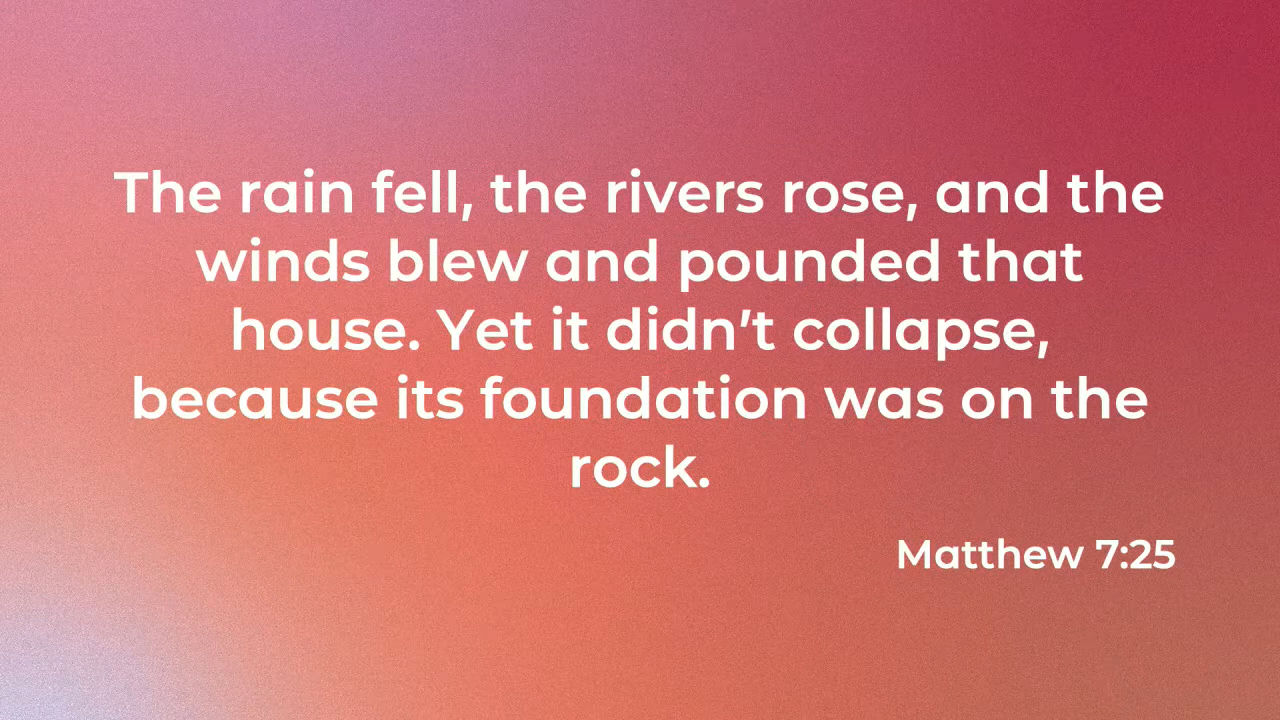 The rain fell, the rivers rose, and the
winds blew and pounded that
house. Yet it didn’t collapse,
because its foundation was on the
rock.
Matthew 7:25